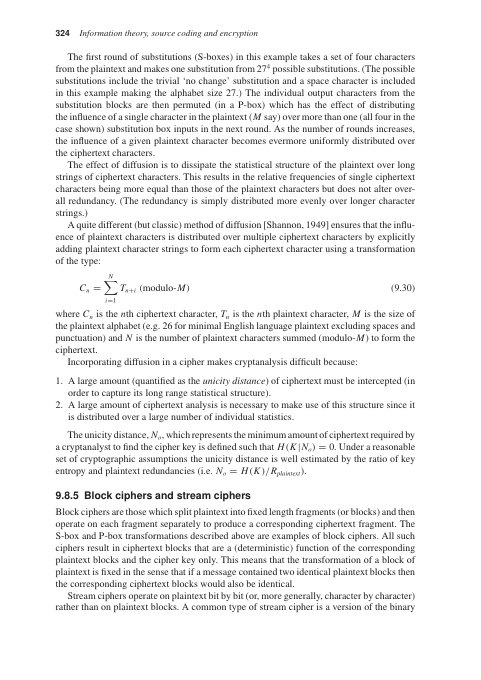 324 Information theory, source coding and encryption
The first round of substitutions (S-boxes) in this example takes a set of four characters
from the plaintext and makes one substitution from 27⁴ possible substitutions. (The possible
substitutions include the trivial ‘no change’ substitution and a space character is included
in this example making the alphabet size 27.) The individual output characters from the
substitution blocks are then permuted (in a P-box) which has the effect of distributing
the influence of a single character in the plaintext (M say) over more than one (all four in the
case shown) substitution box inputs in the next round. As the number of rounds increases,
the influence of a given plaintext character becomes evermore uniformly distributed over
the ciphertext characters.
The effect of diffusion is to dissipate the statistical structure of the plaintext over long
strings of ciphertext characters. This results in the relative frequencies of single ciphertext
characters being more equal than those of the plaintext characters but does not alter over-
all redundancy. (The redundancy is simply distributed more evenly over longer character
strings.)
A quite different (but classic) method of diffusion [Shannon, 1949] ensures that the influ-
ence of plaintext characters is distributed over multiple ciphertext characters by explicitly
adding plaintext character strings to form each ciphertext character using a transformation
of the type:
Cₙ = ∑ᵢ₌₁ᴺ Tₙ₊ᵢ (modulo-M) (9.30)
where Cₙ is the nth ciphertext character, Tₙ is the nth plaintext character, M is the size of
the plaintext alphabet (e.g. 26 for minimal English language plaintext excluding spaces and
punctuation) and N is the number of plaintext characters summed (modulo-M) to form the
ciphertext.
Incorporating diffusion in a cipher makes cryptanalysis difficult because:
1. A large amount (quantified as the unicity distance) of ciphertext must be intercepted (in
order to capture its long range statistical structure).
2. A large amount of ciphertext analysis is necessary to make use of this structure since it
is distributed over a large number of individual statistics.
The unicity distance, Nₒ, which represents the minimum amount of ciphertext required by
a cryptanalyst to find the cipher key is defined such that H(K|Nₒ) = 0. Under a reasonable
set of cryptographic assumptions the unicity distance is well estimated by the ratio of key
entropy and plaintext redundancies (i.e. Nₒ = H(K)/R_plaintext).
9.8.5 Block ciphers and stream ciphers
Block ciphers are those which split plaintext into fixed length fragments (or blocks) and then
operate on each fragment separately to produce a corresponding ciphertext fragment. The
S-box and P-box transformations described above are examples of block ciphers. All such
ciphers result in ciphertext blocks that are a (deterministic) function of the corresponding
plaintext blocks and the cipher key only. This means that the transformation of a block of
plaintext is fixed in the sense that if a message contained two identical plaintext blocks then
the corresponding ciphertext blocks would also be identical.
Stream ciphers operate on plaintext bit by bit (or, more generally, character by character)
rather than on plaintext blocks. A common type of stream cipher is a version of the binary